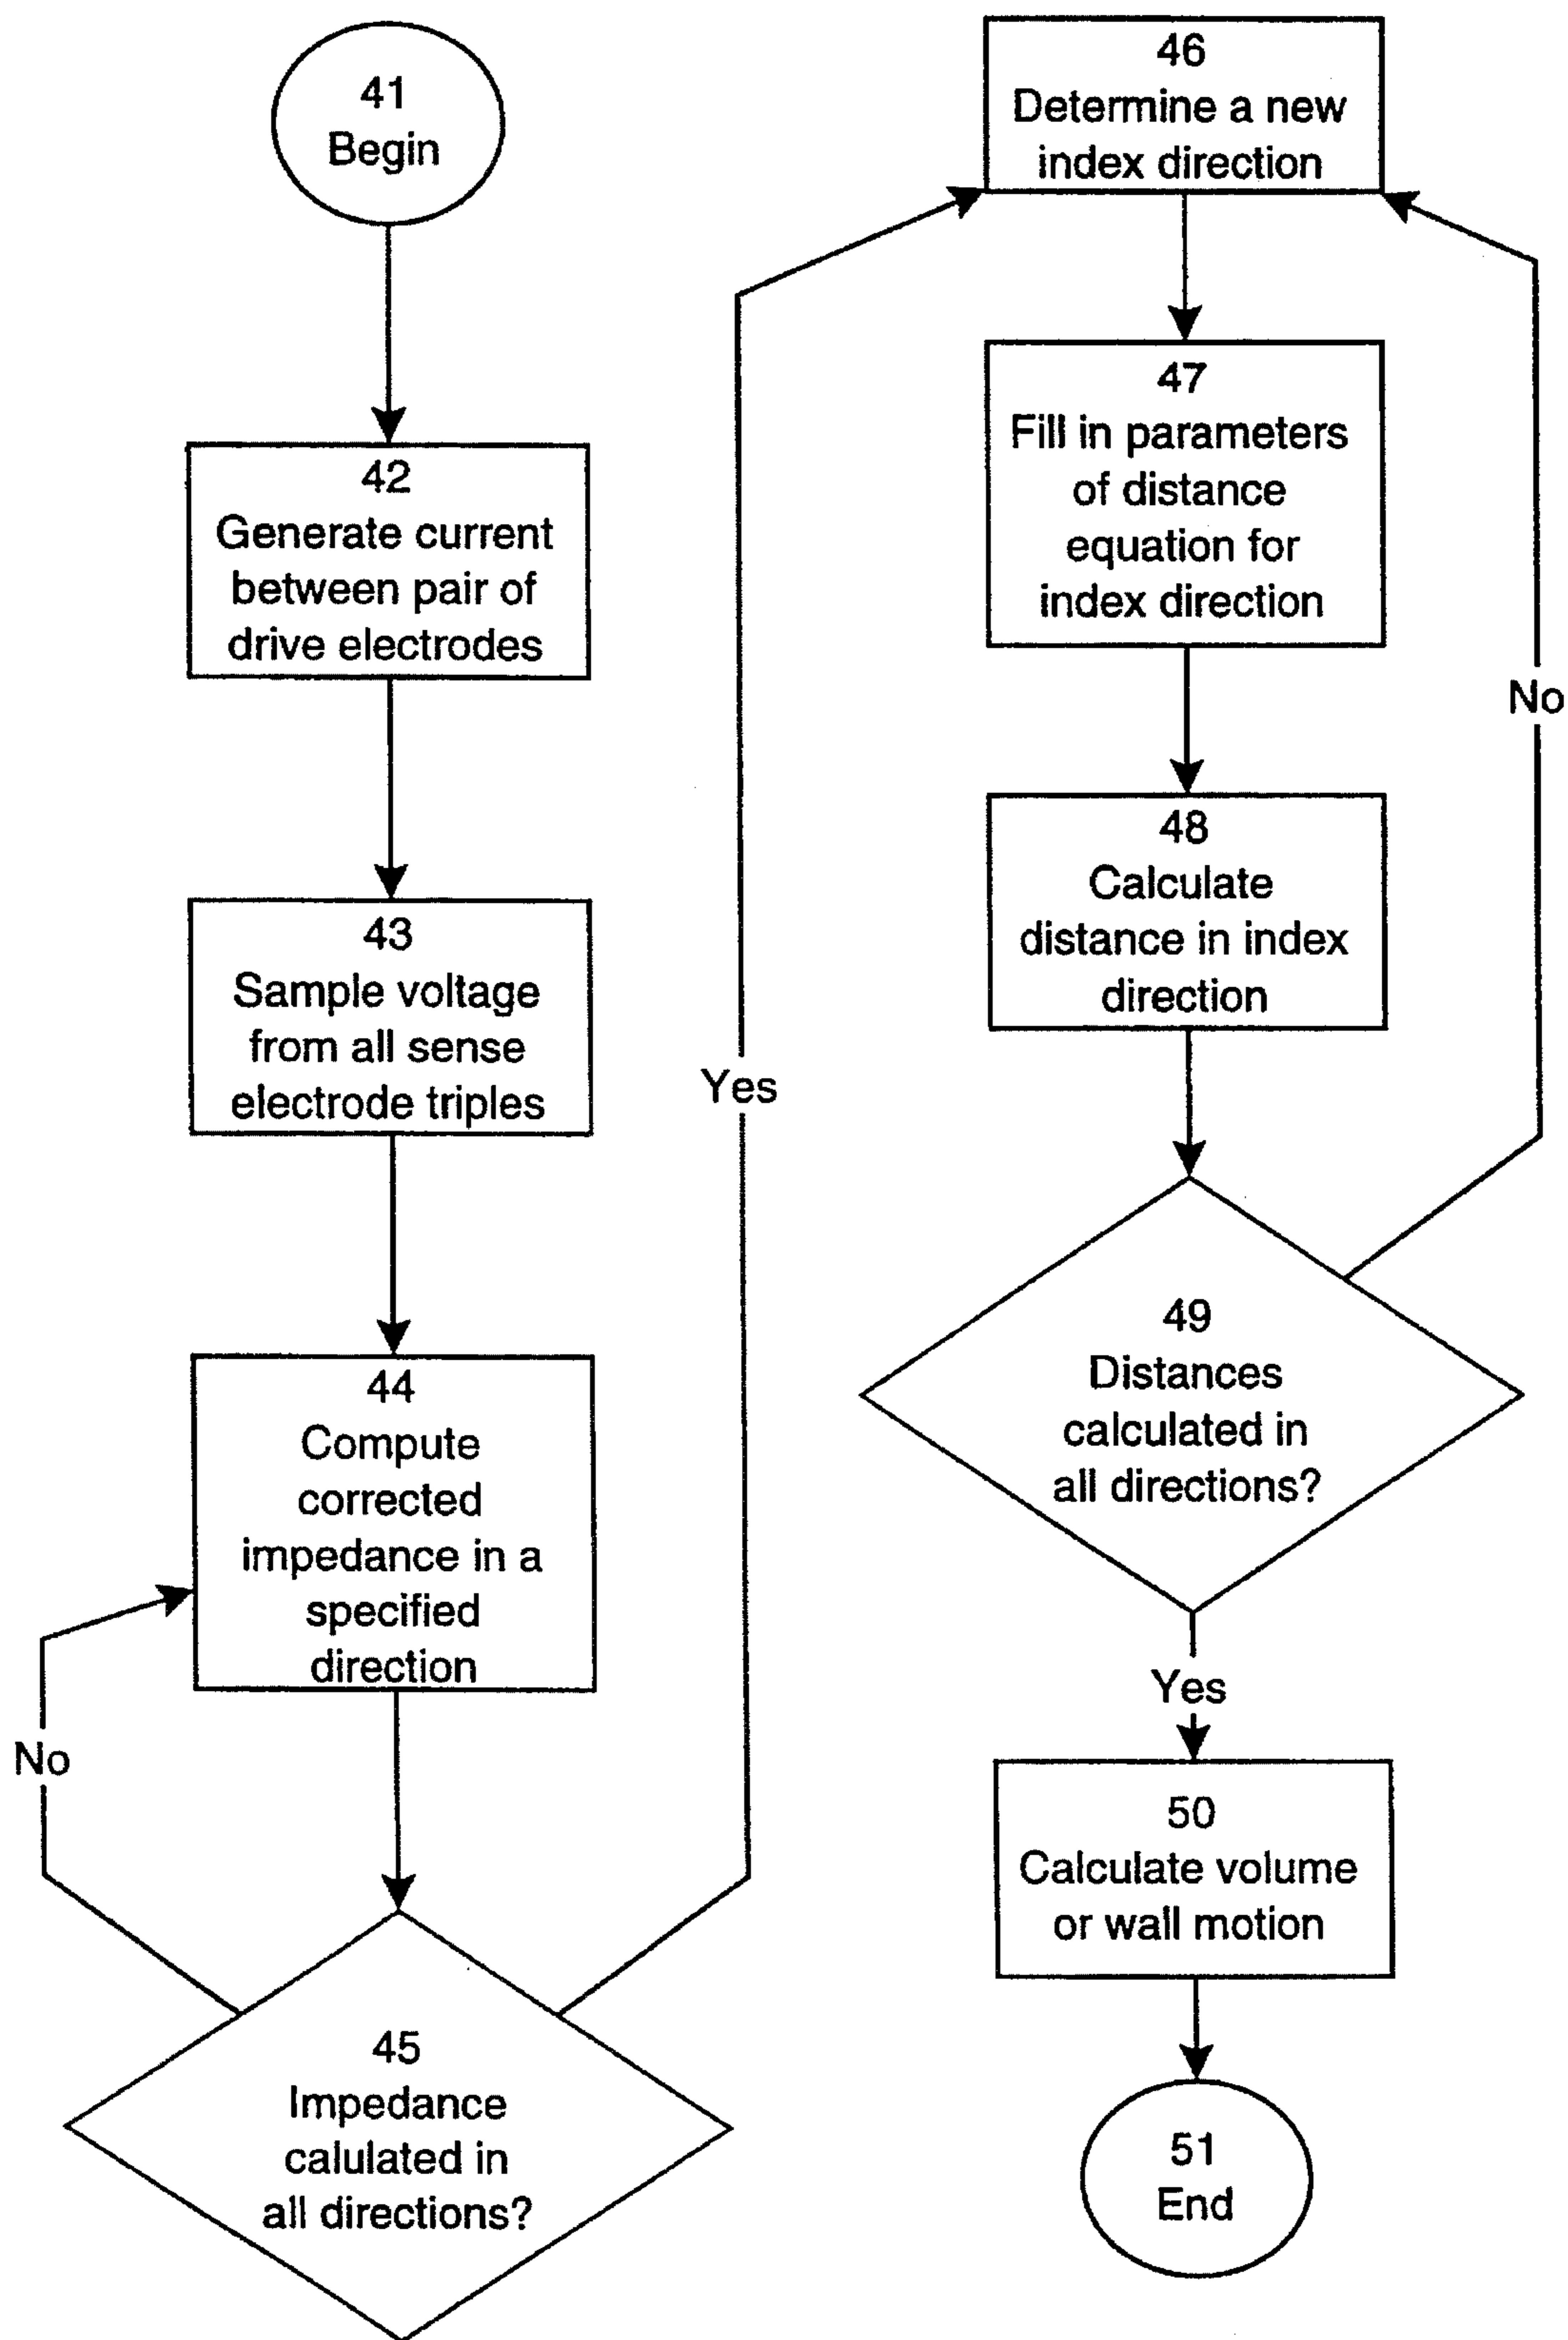 41
Begin
42
Generate current
between pair of
drive electrodes
43
Sample voltage
from all sense
electrode triples
44
Compute
corrected
impedance in a
specified
direction
No
45
Impedance
calulated in
all directions?
Yes
46
Determine a new
index direction
47
Fill in parameters
of distance
equation for
index direction
48
Calculate
distance in index
direction
No
49
Distances
calculated in
all directions?
Yes
50
Calculate volume
or wall motion
51
End